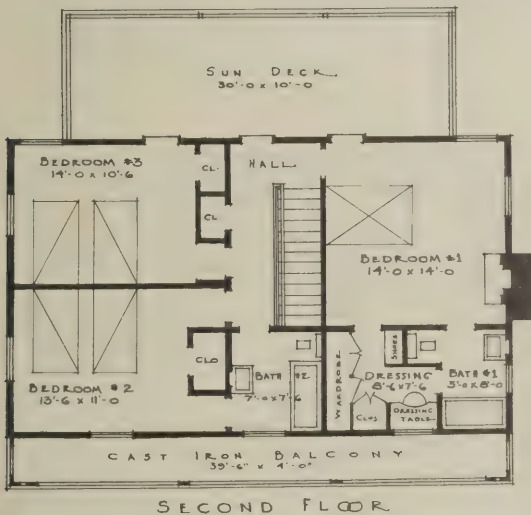 SUN DECK
30'-0 x 10'-0
BEDROOM #3
14'-0 x 10'-6
CL.
CL.
HALL
BEDROOM #1
14'-0 x 14'-0
CLO
BEDROOM #2
13'-6 x 11'-0
BATH #2
7'-0 x 7'-6
WARDROBE
SHOES
DRESSING
8'-6 x 7'-6
BATH #1
5'-0 x 8'-0
CLOS
DRESSING
TABLE
CAST IRON BALCONY
39'-6" x 4'-0"
SECOND FLOOR